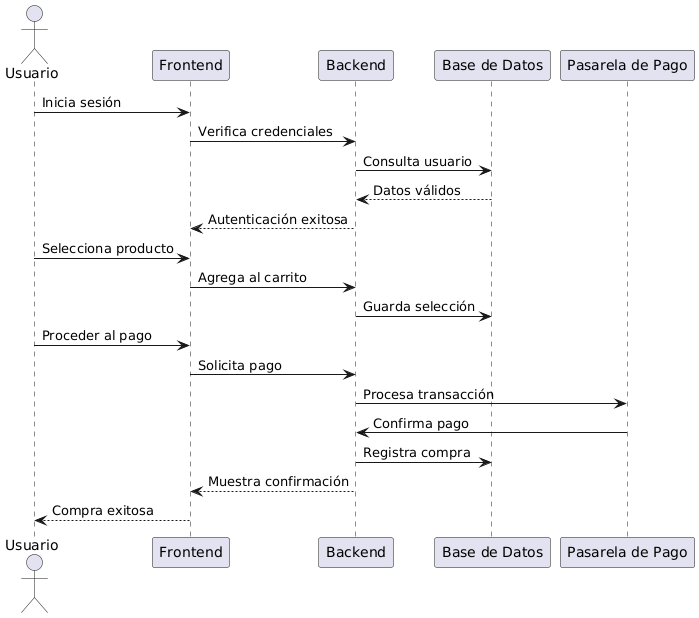 Usuario
Frontend
Backend
Base de Datos
Pasarela de Pago
Inicia sesión
Verifica credenciales
Consulta usuario
Datos válidos
Autenticación exitosa
Selecciona producto
Agrega al carrito
Guarda selección
Proceder al pago
Solicita pago
Procesa transacción
Confirma pago
Registra compra
Muestra confirmación
Compra exitosa
Usuario
Frontend
Backend
Base de Datos
Pasarela de Pago